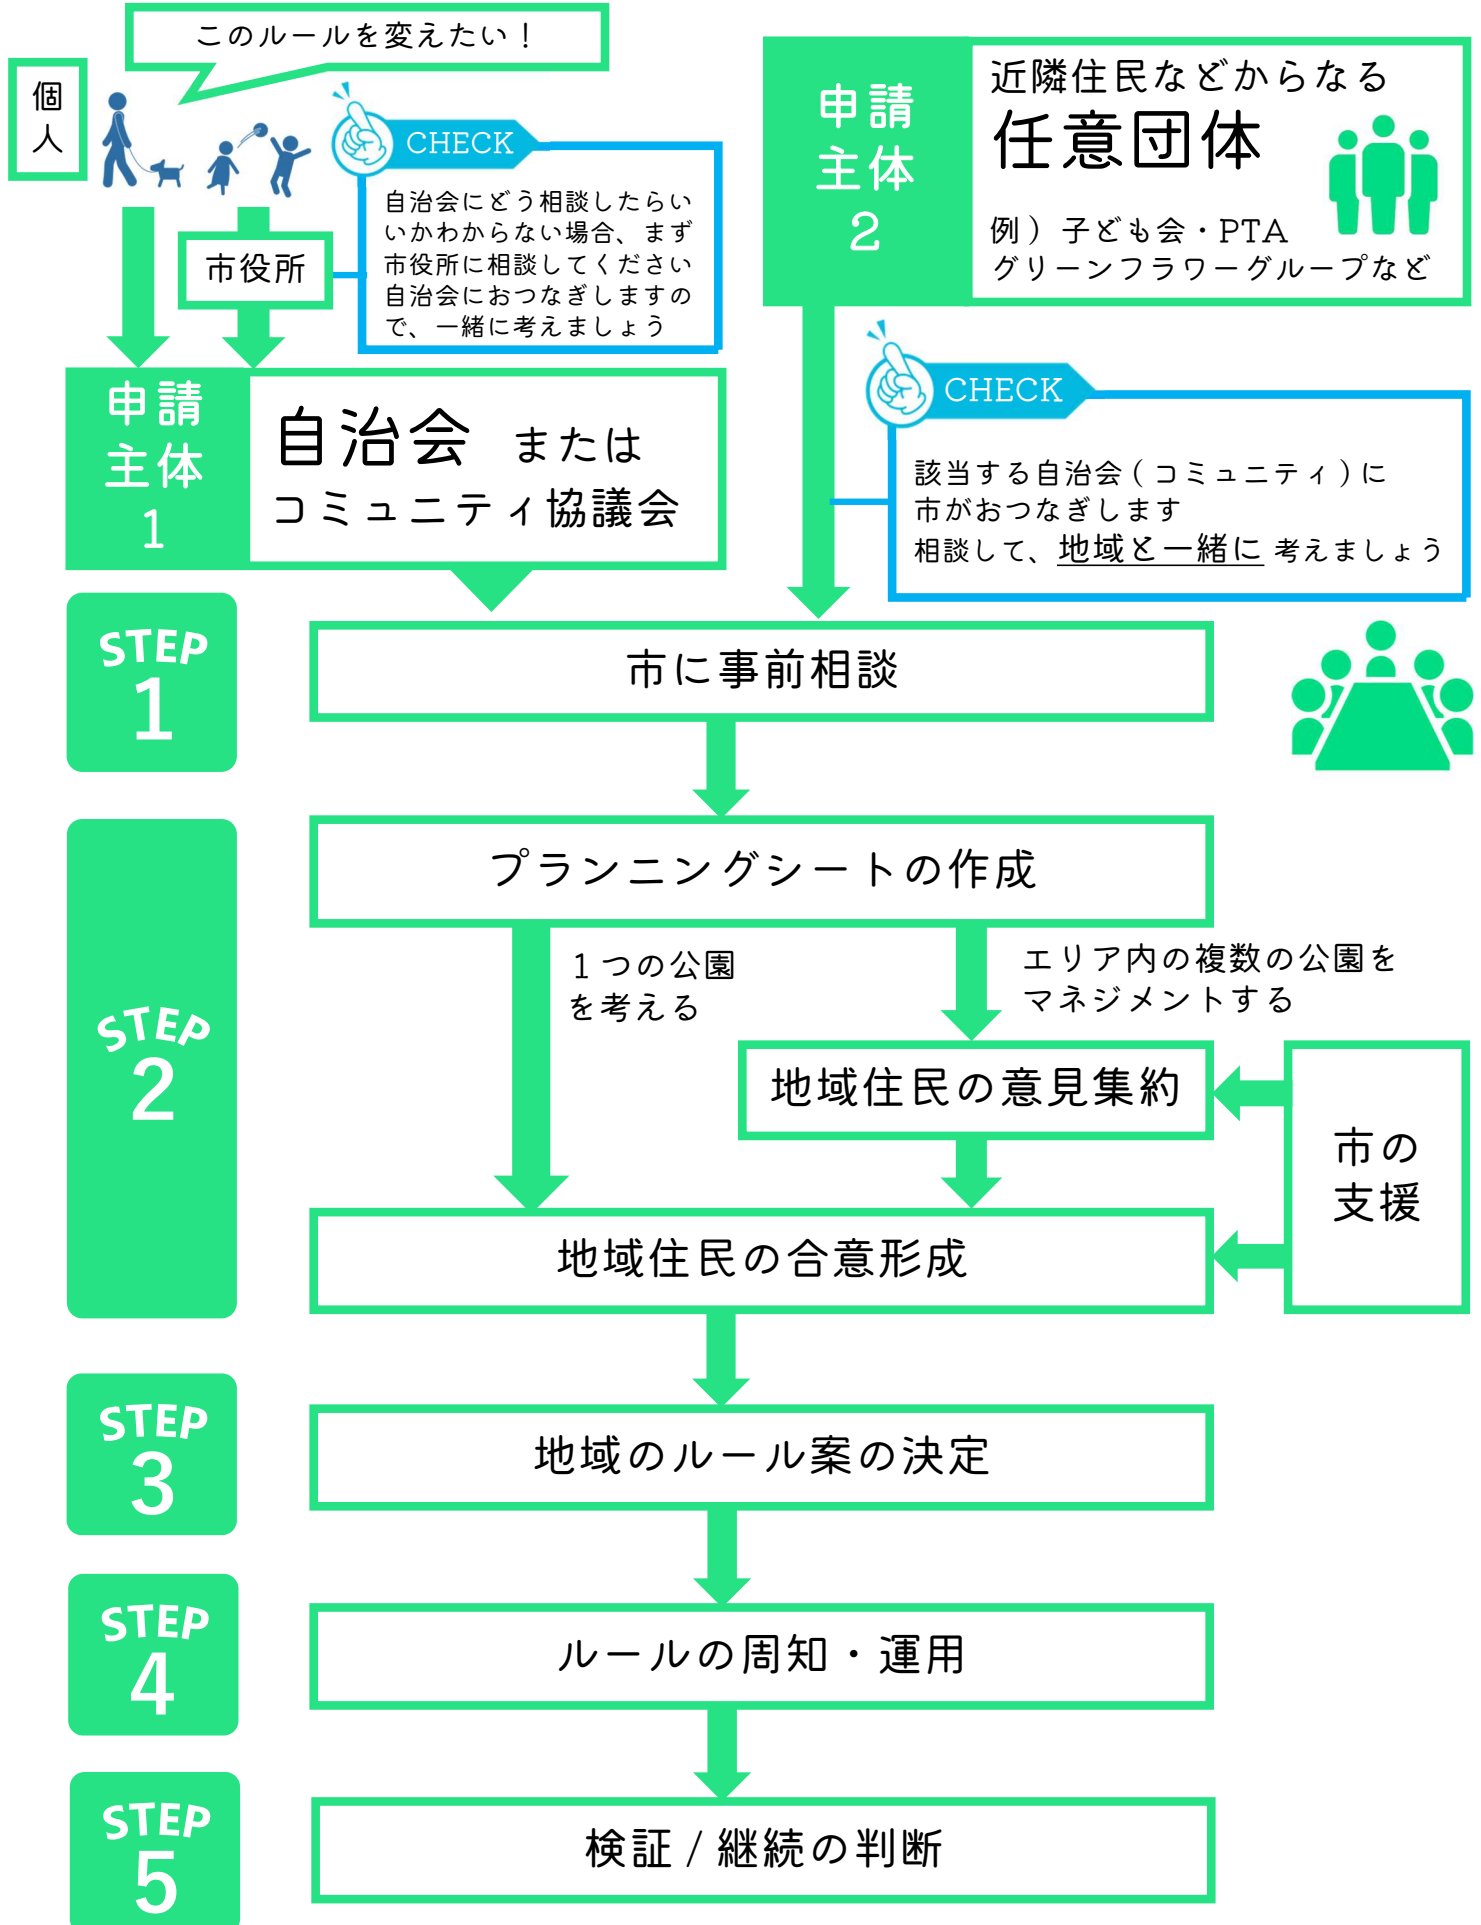 このルールを変えたい！
個
人
CHECK
自治会にどう相談したらい
いかわからない場合、まず
市役所に相談してください
自治会におつなぎしますの
で、一緒に考えましょう
市役所
申請
主体
1
自治会 または
コミュニティ協議会
申請
主体
2
近隣住民などからなる
任意団体
例）子ども会・PTA
グリーンフラワーグループなど
CHECK
該当する自治会(コミュニティ)に
市がおつなぎします
相談して、地域と一緒に 考えましょう
STEP
1
市に事前相談
STEP
2
プランニングシートの作成
1つの公園
を考える
エリア内の複数の公園を
マネジメントする
地域住民の意見集約
市の
支援
地域住民の合意形成
STEP
3
地域のルール案の決定
STEP
4
ルールの周知・運用
STEP
5
検証/継続の判断